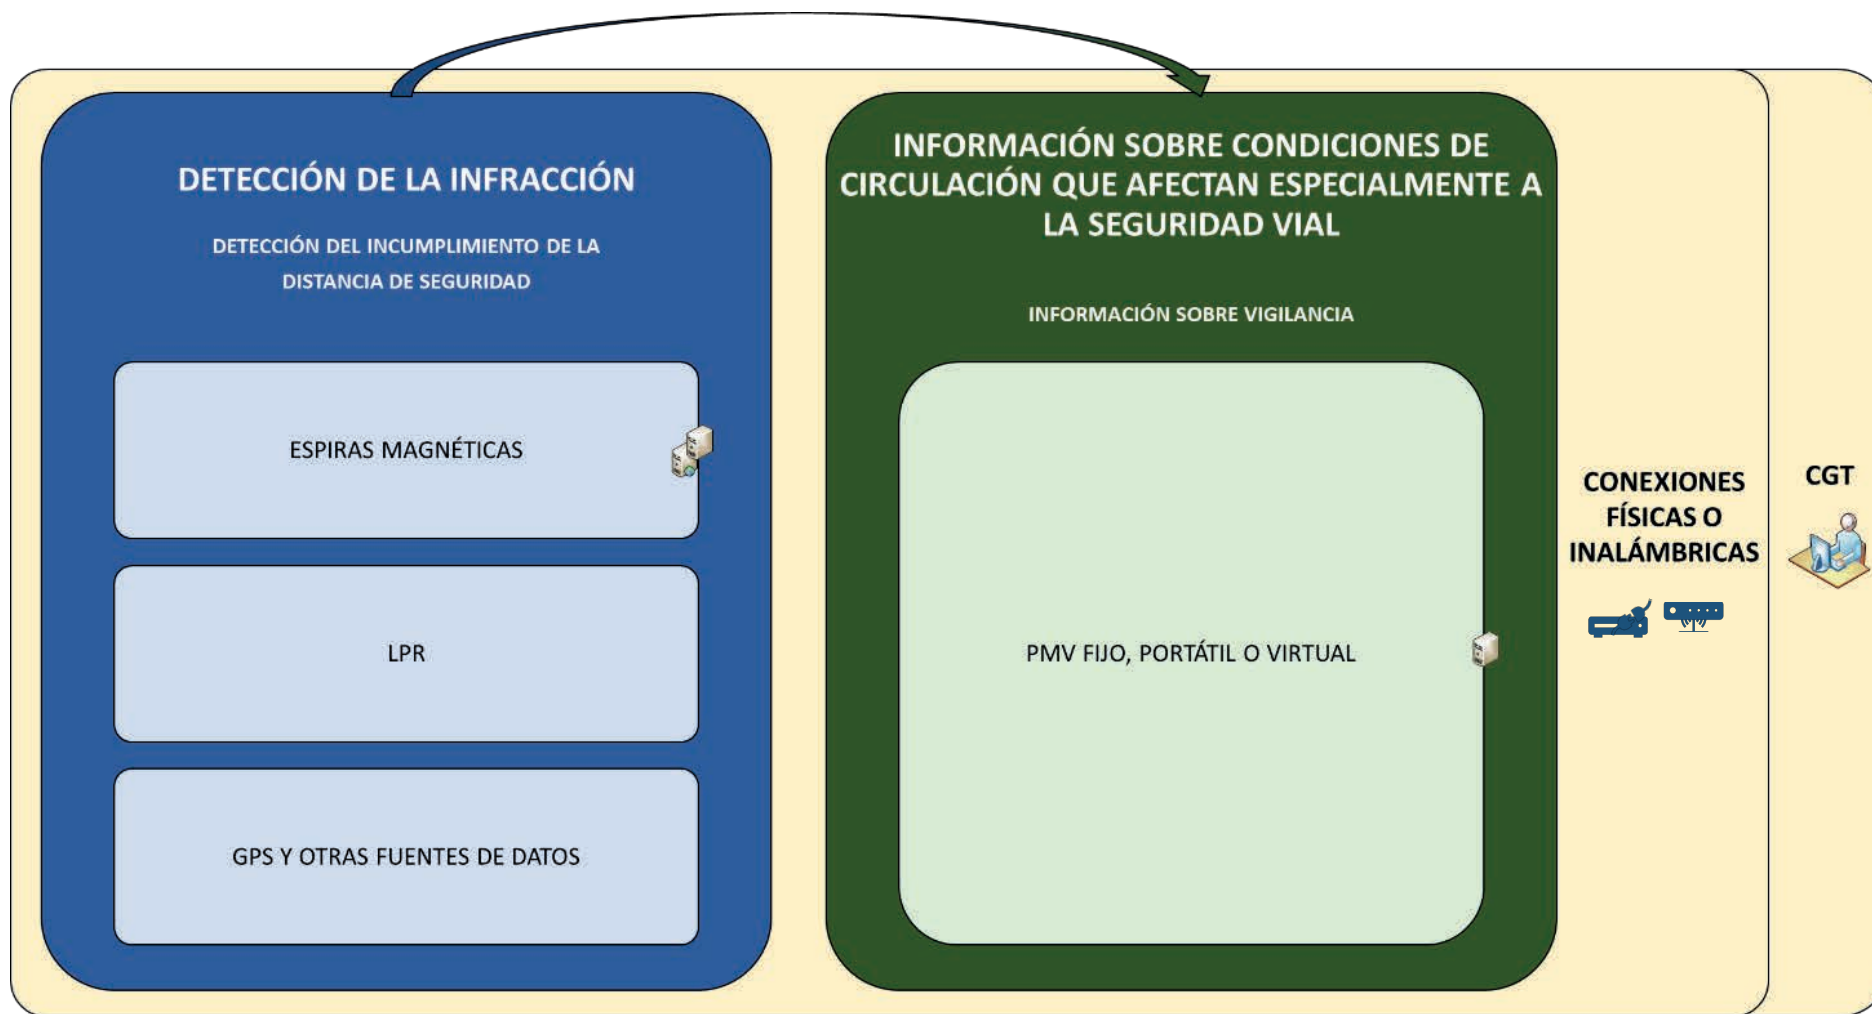 DETECCIÓN DE LA INFRACCIÓN
DETECCIÓN DEL INCUMPLIMIENTO DE LA
DISTANCIA DE SEGURIDAD
ESPIRAS MAGNÉTICAS
LPR
GPS Y OTRAS FUENTES DE DATOS
INFORMACIÓN SOBRE CONDICIONES DE
CIRCULACIÓN QUE AFECTAN ESPECIALMENTE A
LA SEGURIDAD VIAL
INFORMACIÓN SOBRE VIGILANCIA
PMV FIJO, PORTÁTIL O VIRTUAL
CONEXIONES
FÍSICAS O
INALÁMBRICAS
CGT